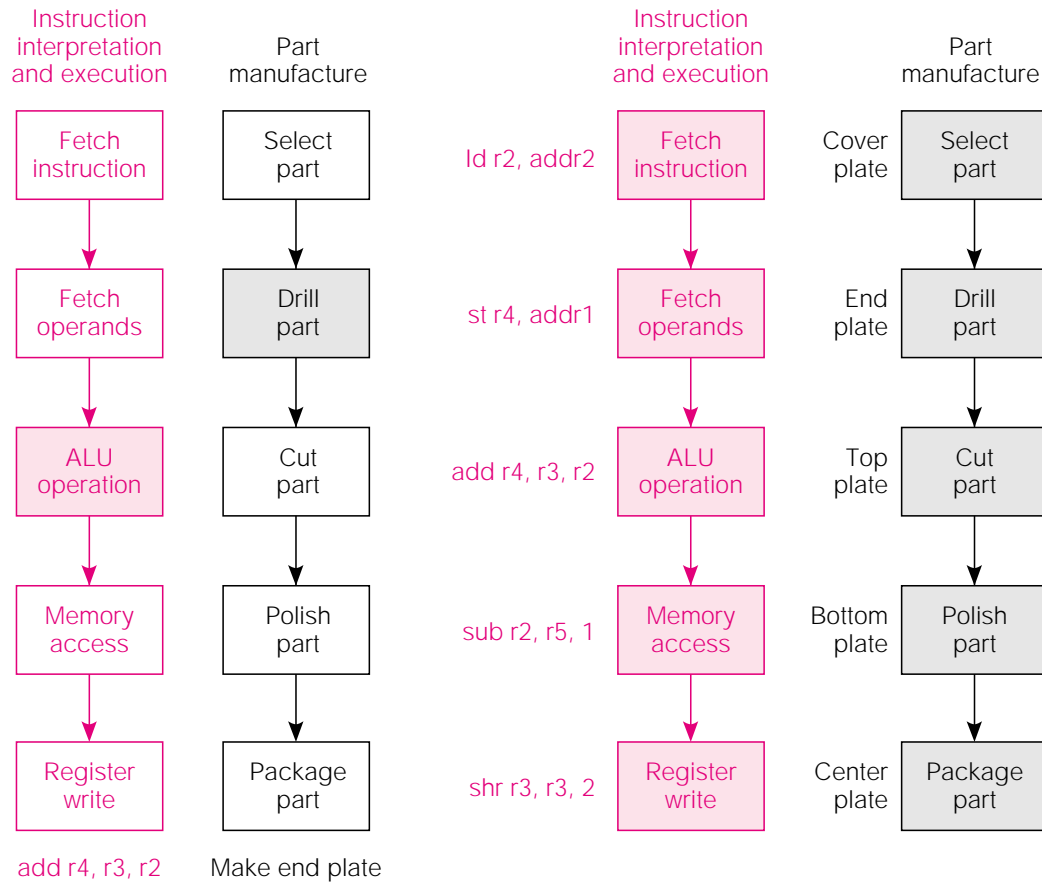 Instruction
interpretation
and execution
Part
manufacture
Instruction
interpretation
and execution
Part
manufacture
Fetch
instruction
Select
part
ld r2, addr2
Fetch
instruction
Cover
plate
Select
part
Fetch
operands
Drill
part
st r4, addr1
Fetch
operands
End
plate
Drill
part
ALU
operation
Cut
part
add r4, r3, r2
ALU
operation
Top
plate
Cut
part
Memory
access
Polish
part
sub r2, r5, 1
Memory
access
Bottom
plate
Polish
part
Register
write
Package
part
shr r3, r3, 2
Register
write
Center
plate
Package
part
add r4, r3, r2
Make end plate